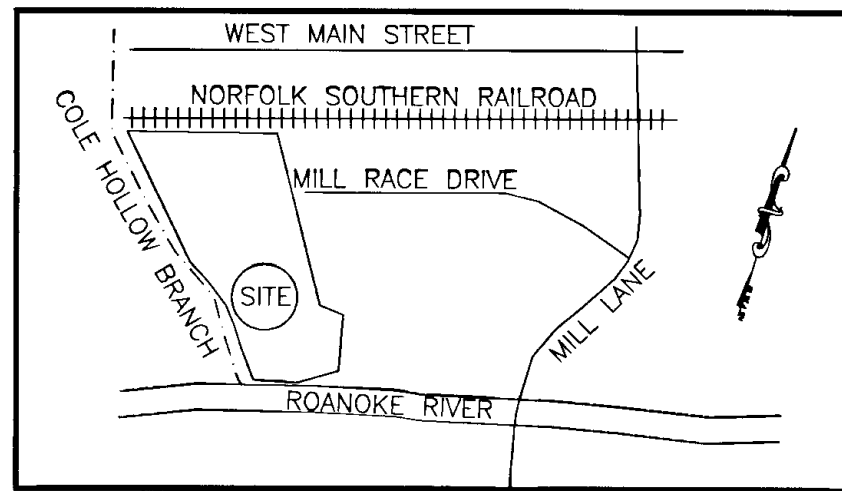 WEST MAIN STREET
NORFOLK SOUTHERN RAILROAD
COLE HOLLOW BRANCH
MILL RACE DRIVE
SITE
MILL LANE
ROANOKE RIVER